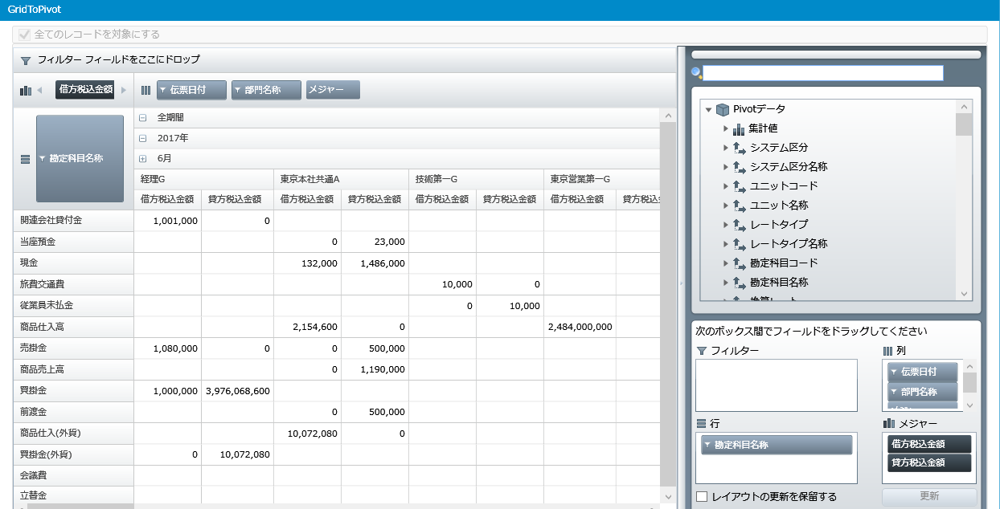 GridToPivot
全てのレコードを対象にする
フィルター フィールドをここにドロップ
借方税込金額 伝票日付 部門名称 メジャー
勘定科目名称
全期間
2017年
6月
経理G 東京本社共通A 技術第一G 東京営業第一G
借方税込金額 貸方税込金額 借方税込金額 貸方税込金額 借方税込金額 貸方税込金額 借方税込金額 貸方税込
関連会社貸付金 1,001,000 0
当座預金 0 23,000
現金 132,000 1,486,000
旅費交通費 10,000 0
従業員未払金 0 10,000
商品仕入高 2,154,600 0 2,484,000,000
売掛金 1,080,000 0 0 500,000
商品売上高 0 1,190,000
買掛金 1,000,000 3,976,068,600
前渡金 0 500,000
商品仕入(外貨) 10,072,080 0
買掛金(外貨) 0 10,072,080
会議費
立替金
Pivotデータ
集計値
システム区分
システム区分名称
ユニットコード
ユニット名称
レートタイプ
レートタイプ名称
勘定科目コード
勘定科目名称
次のボックス間でフィールドをドラッグしてください
フィルター
列
伝票日付
部門名称
行
勘定科目名称
メジャー
借方税込金額
貸方税込金額
レイアウトの更新を保留する
更新